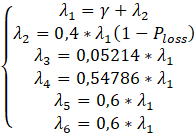 λ₁ = γ + λ₂
λ₂ = 0,4 * λ₁(1 − Pₗₒₛₛ)
λ₃ = 0,05214 * λ₁
λ₄ = 0,54786 * λ₁
λ₅ = 0,6 * λ₁
λ₆ = 0,6 * λ₁